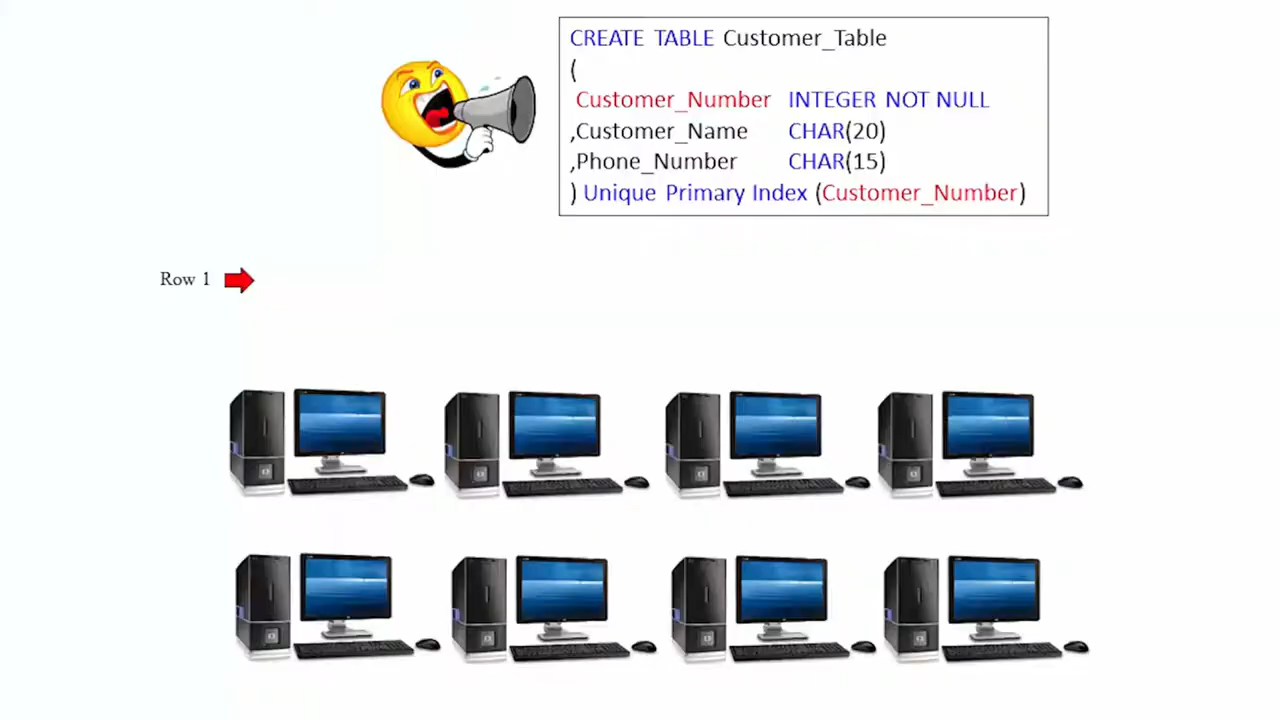 CREATE TABLE Customer_Table
(
Customer_Number INTEGER NOT NULL
,Customer_Name CHAR(20)
,Phone_Number CHAR(15)
) Unique Primary Index (Customer_Number)
Row 1